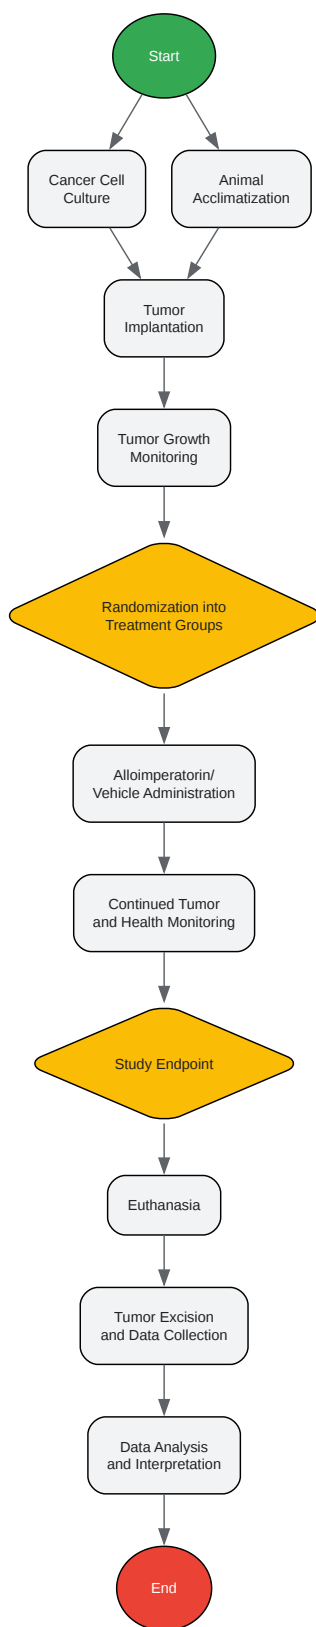 Start
Cancer Cell
Culture
Animal
Acclimatization
Tumor
Implantation
Tumor Growth
Monitoring
Randomization into
Treatment Groups
Alloimperatorin/
Vehicle Administration
Continued Tumor
and Health Monitoring
Study Endpoint
Euthanasia
Tumor Excision
and Data Collection
Data Analysis
and Interpretation
End